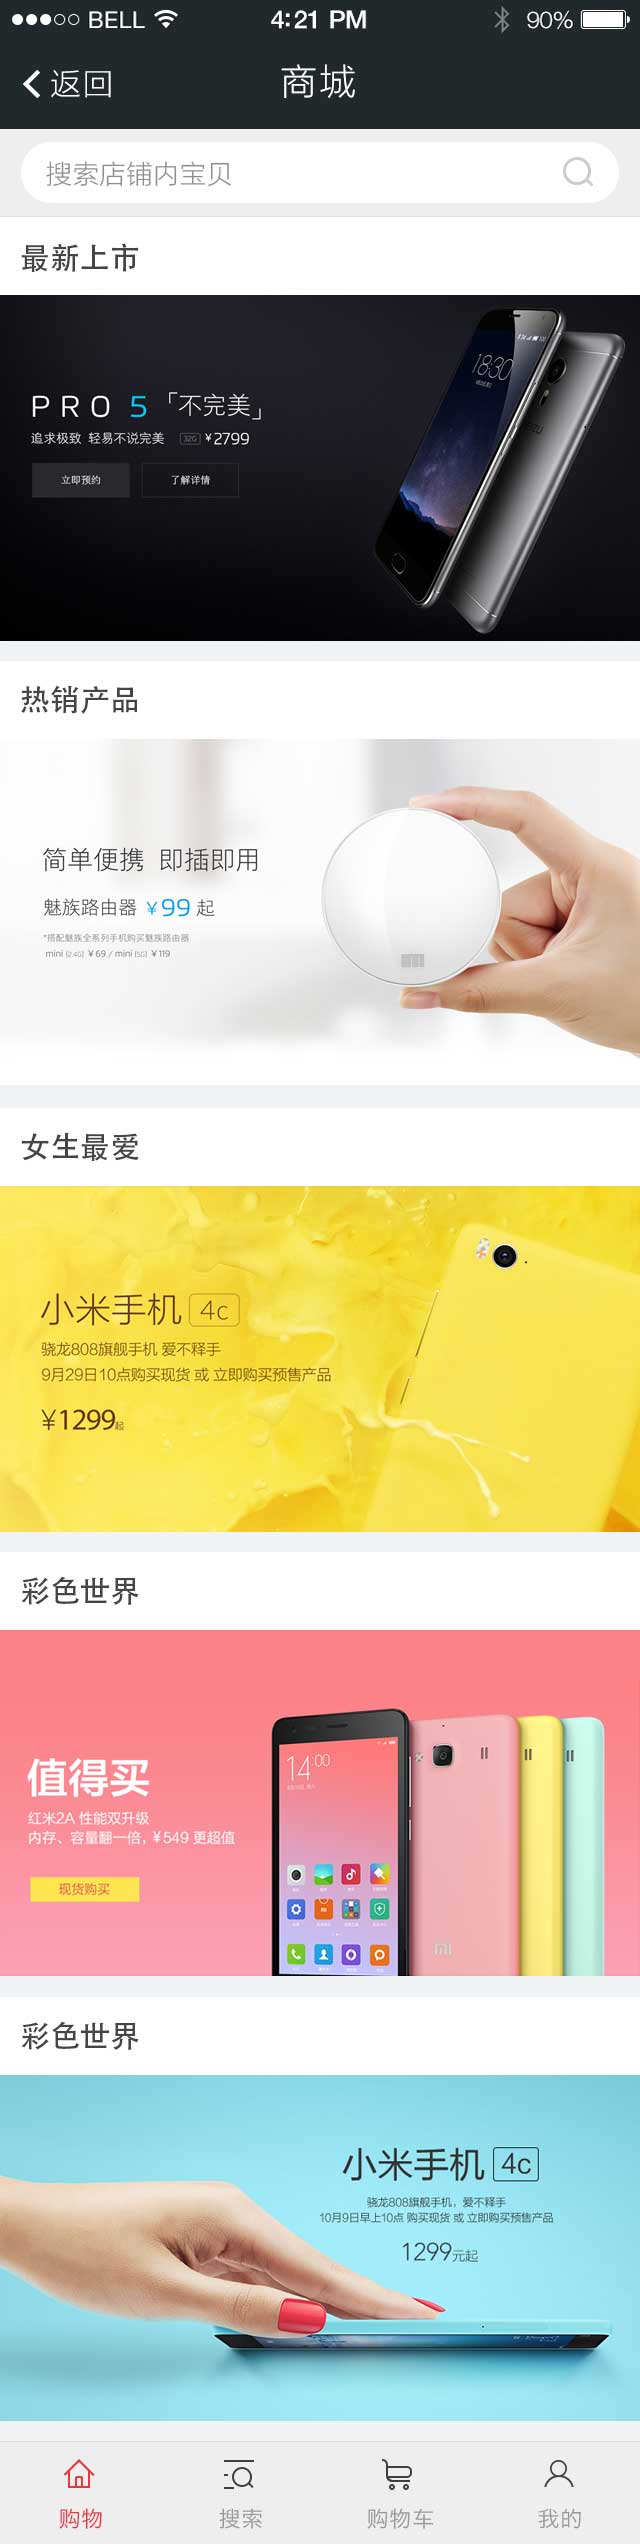 BELL 4:21 PM 90%
返回 商城
搜索店铺内宝贝
最新上市
PRO 5「不完美」
追求极致 轻易不说完美 32G ¥2799
立即预约 了解详情
热销产品
简单便携 即插即用
魅族路由器 ¥99 起
*搭配魅族全系列手机购买魅族路由器
mini (2.4G) ¥69 / mini (5G) ¥119
女生最爱
小米手机 4c
骁龙808旗舰手机 爱不释手
9月29日10点购买现货 或 立即购买预售产品
¥1299起
彩色世界
14:00
值得买
红米2A 性能双升级
内存、容量翻一倍，¥549 更超值
现货购买
彩色世界
小米手机 4c
骁龙808旗舰手机，爱不释手
10月9日早上10点 购买现货 或 立即购买预售产品
1299元起
购物 搜索 购物车 我的